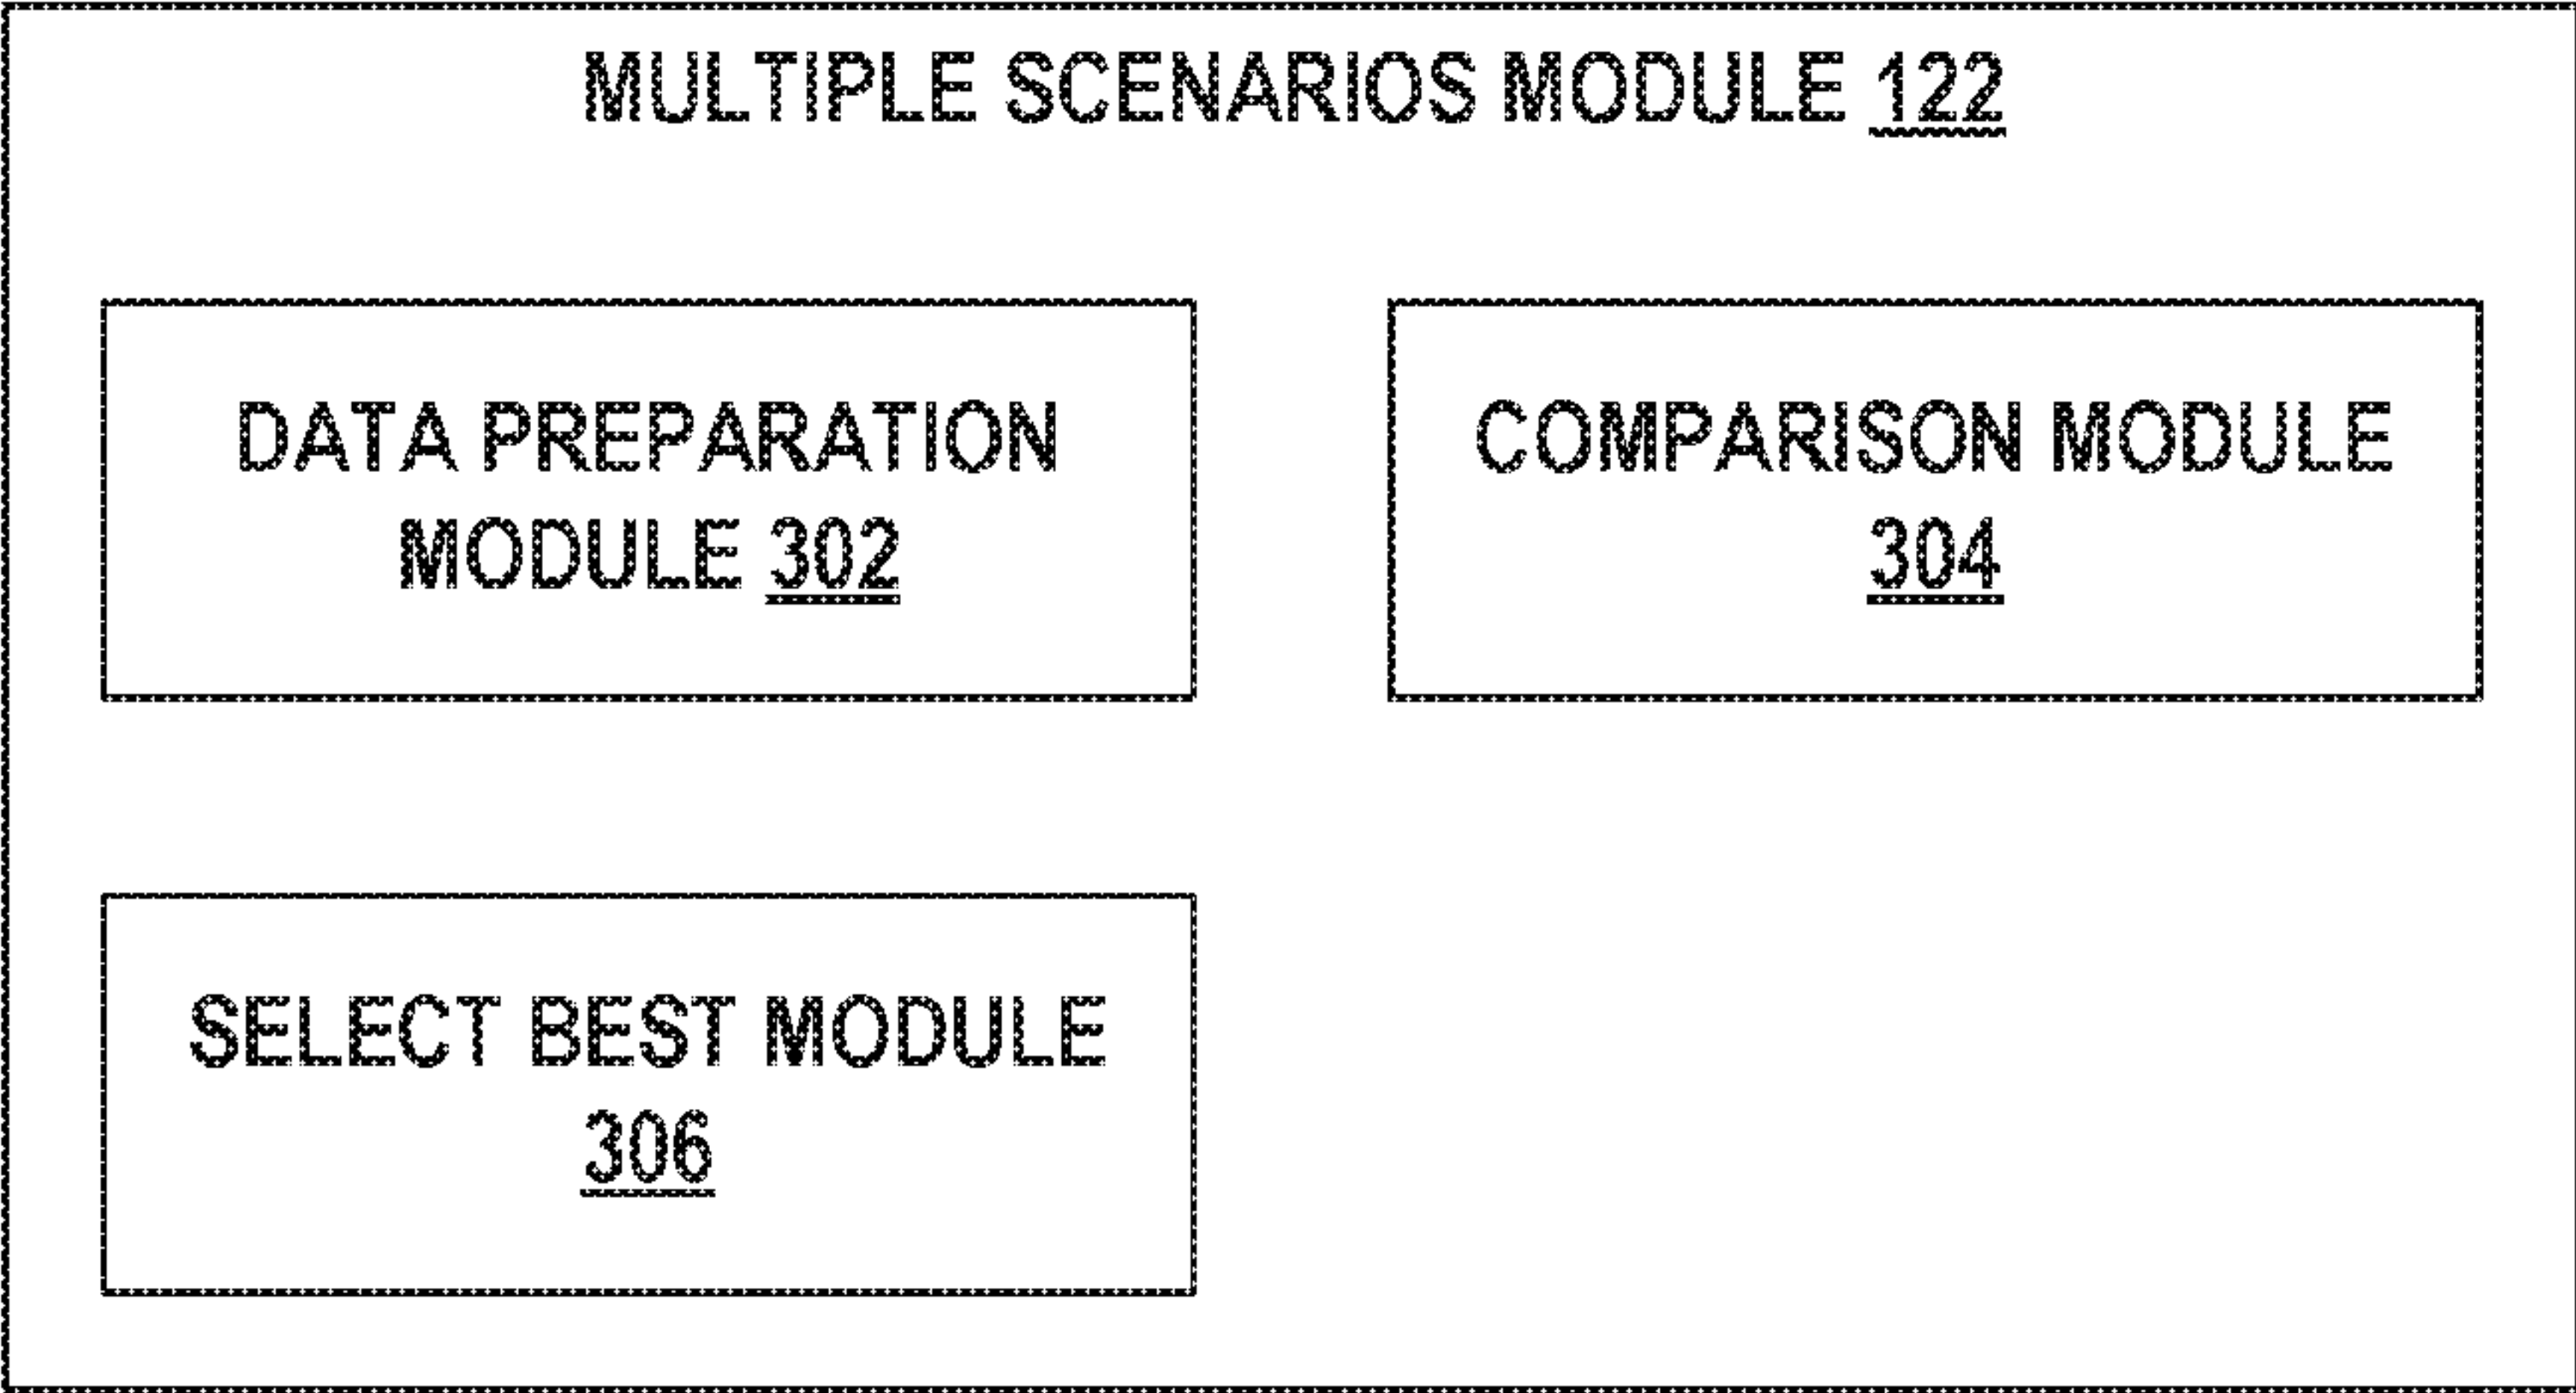 MULTIPLE SCENARIOS MODULE 122
DATA PREPARATION
MODULE 302
COMPARISON MODULE
304
SELECT BEST MODULE
306